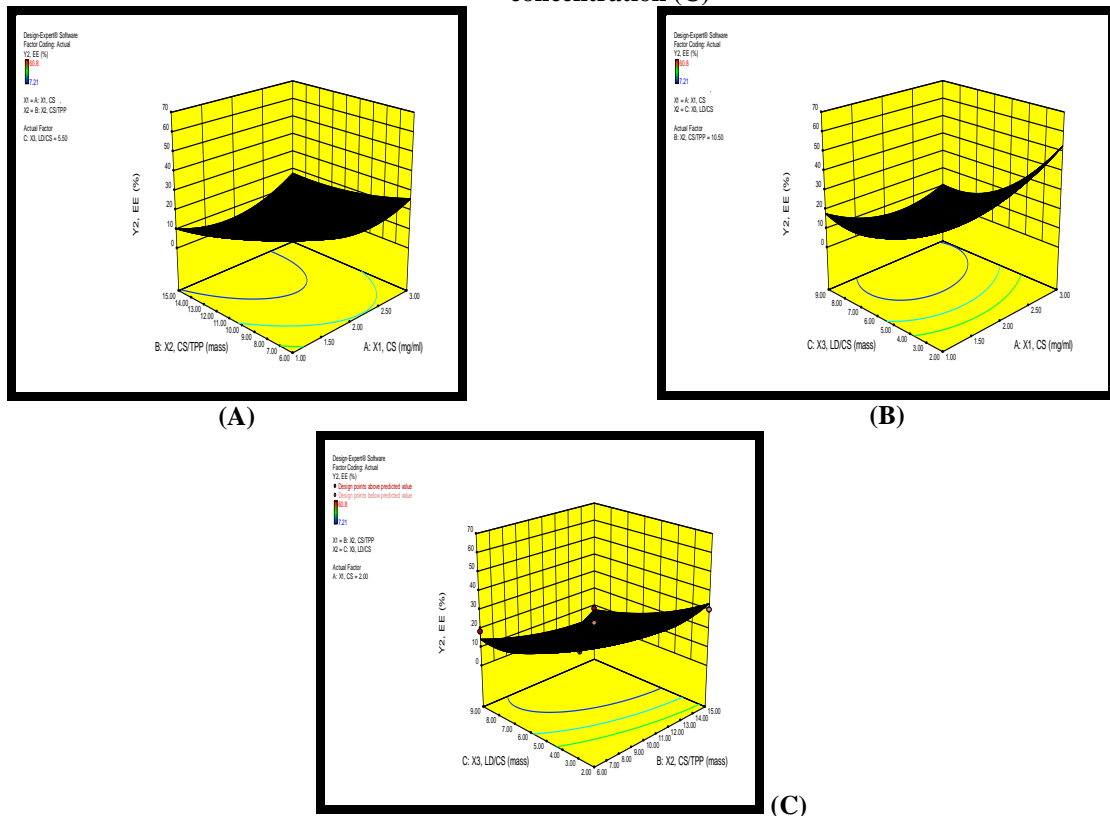 concentration (C)
Design-Expert® Software
Factor Coding: Actual
Y2, EE (%)
60.8
7.21
X1 = A: X1, CS
X2 = B: X2, CS/TPP
Actual Factor
C: X3, LD/CS = 5.50
Y2, EE (%)
70
60
50
40
30
20
10
0
15.00
14.00
13.00
12.00
11.00
10.00
9.00
8.00
7.00
6.00
1.00
1.50
2.00
2.50
3.00
B: X2, CS/TPP (mass)
A: X1, CS (mg/ml)
(A)
Design-Expert® Software
Factor Coding: Actual
Y2, EE (%)
60.8
7.21
X1 = A: X1, CS
X2 = C: X3, LD/CS
Actual Factor
B: X2, CS/TPP = 10.50
Y2, EE (%)
70
60
50
40
30
20
10
0
9.00
8.00
7.00
6.00
5.00
4.00
3.00
2.00
1.00
1.50
2.00
2.50
3.00
C: X3, LD/CS (mass)
A: X1, CS (mg/ml)
(B)
Design-Expert® Software
Factor Coding: Actual
Y2, EE (%)
Design points above predicted value
Design points below predicted value
60.8
7.21
X1 = B: X2, CS/TPP
X2 = C: X3, LD/CS
Actual Factor
A: X1, CS = 2.00
Y2, EE (%)
70
60
50
40
30
20
10
0
9.00
8.00
7.00
6.00
5.00
4.00
3.00
2.00
6.00
7.00
8.00
9.00
10.00
11.00
12.00
13.00
14.00
15.00
C: X3, LD/CS (mass)
B: X2, CS/TPP (mass)
(C)